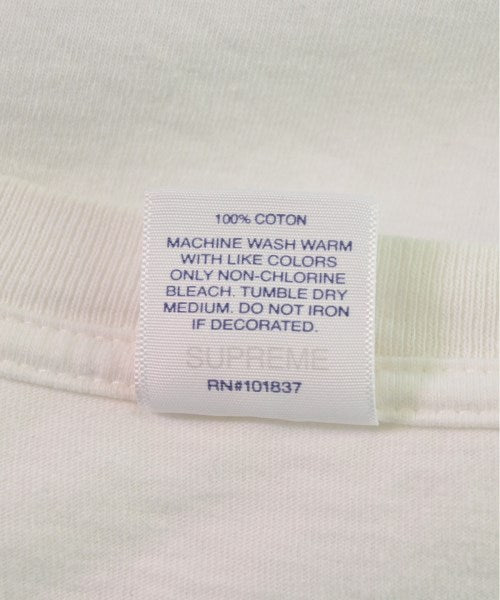 100% COTON
MACHINE WASH WARM
WITH LIKE COLORS
ONLY NON-CHLORINE
BLEACH. TUMBLE DRY
MEDIUM. DO NOT IRON
IF DECORATED.
SUPREME
RN#101837